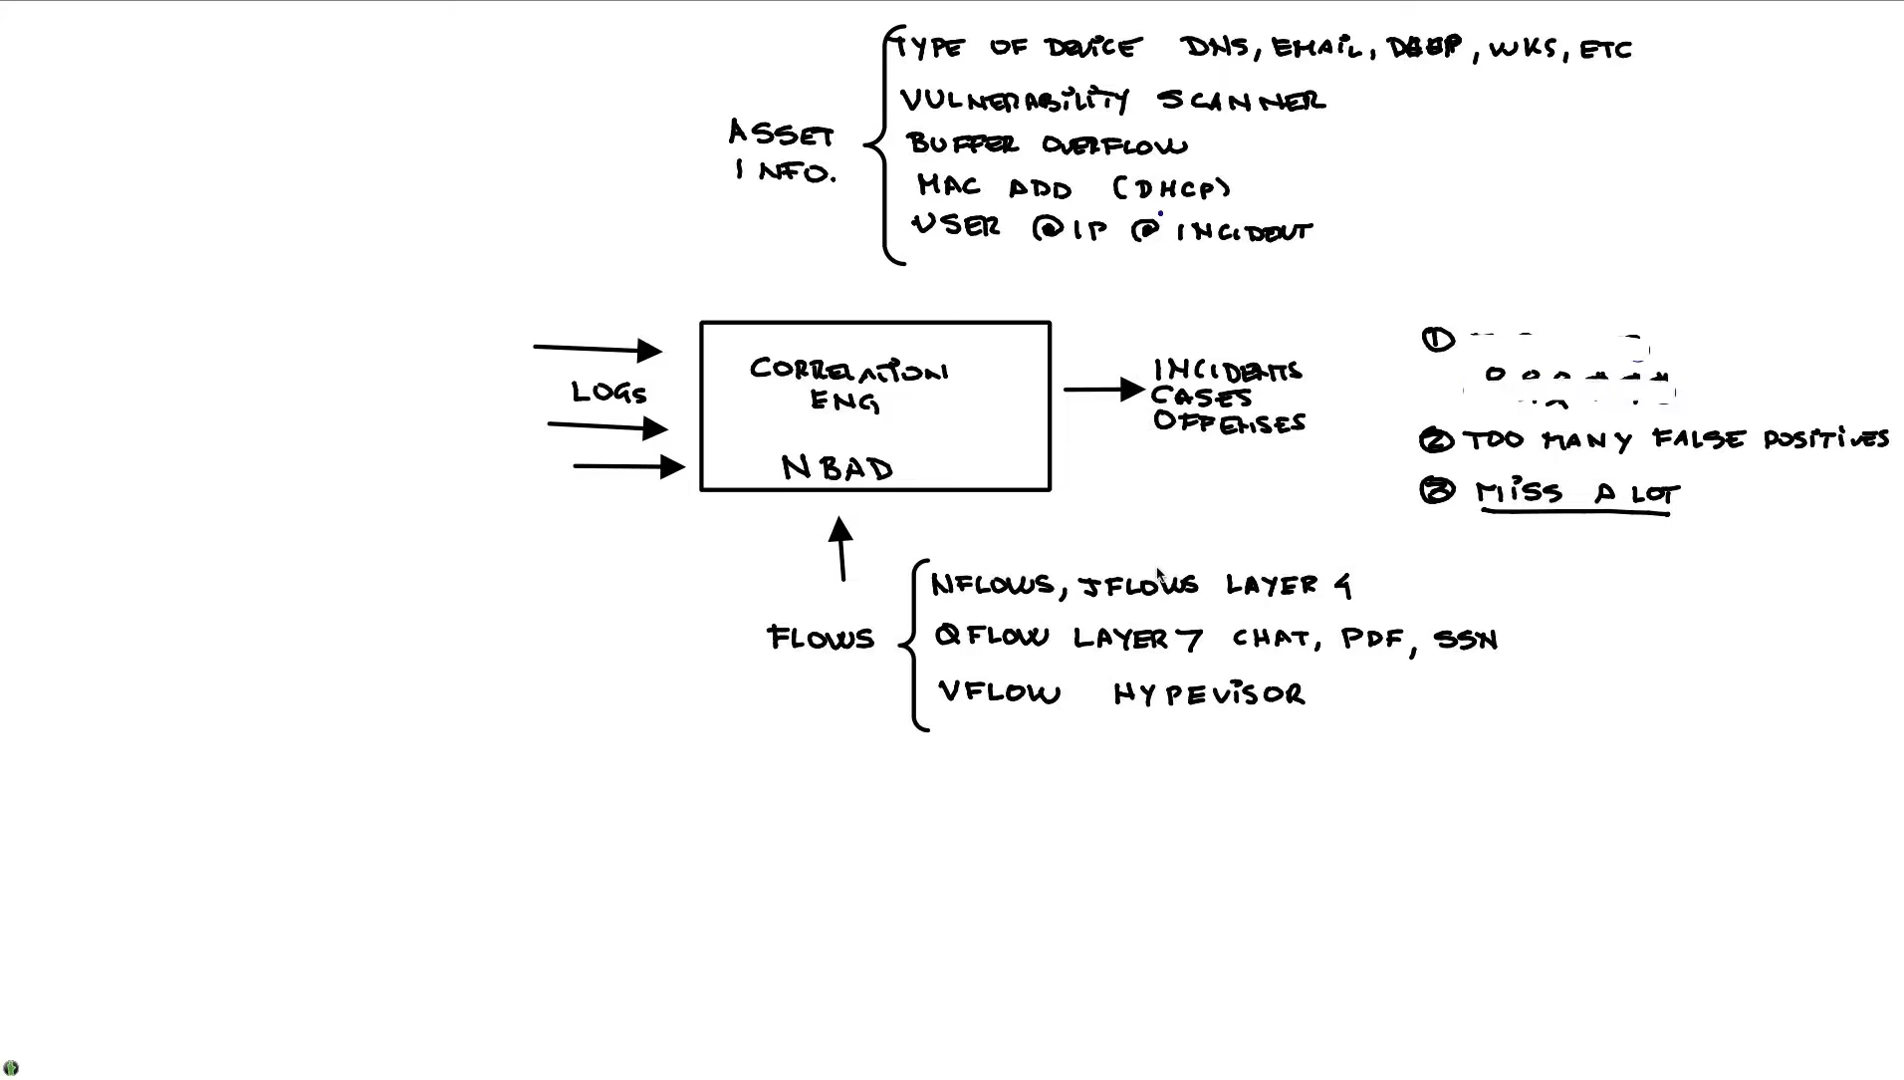 TYPE OF DEVICE DNS, EMAIL, , WKS, ETC
VULNERABILITY SCANNER
ASSET
INFO.
BUFFER OVERFLOW
MAC ADD (DHCP)
USER @IP @ INCIDENT
LOGS
CORRELATION
ENG
NBAD
INCIDENTS
CASES
OFFENSES
①
② TOO MANY FALSE POSITIVES
③ MISS A LOT
FLOWS
NFLOWS, JFLOWS LAYER 4
QFLOW LAYER 7 CHAT, PDF, SSN
VFLOW HYPEVISOR